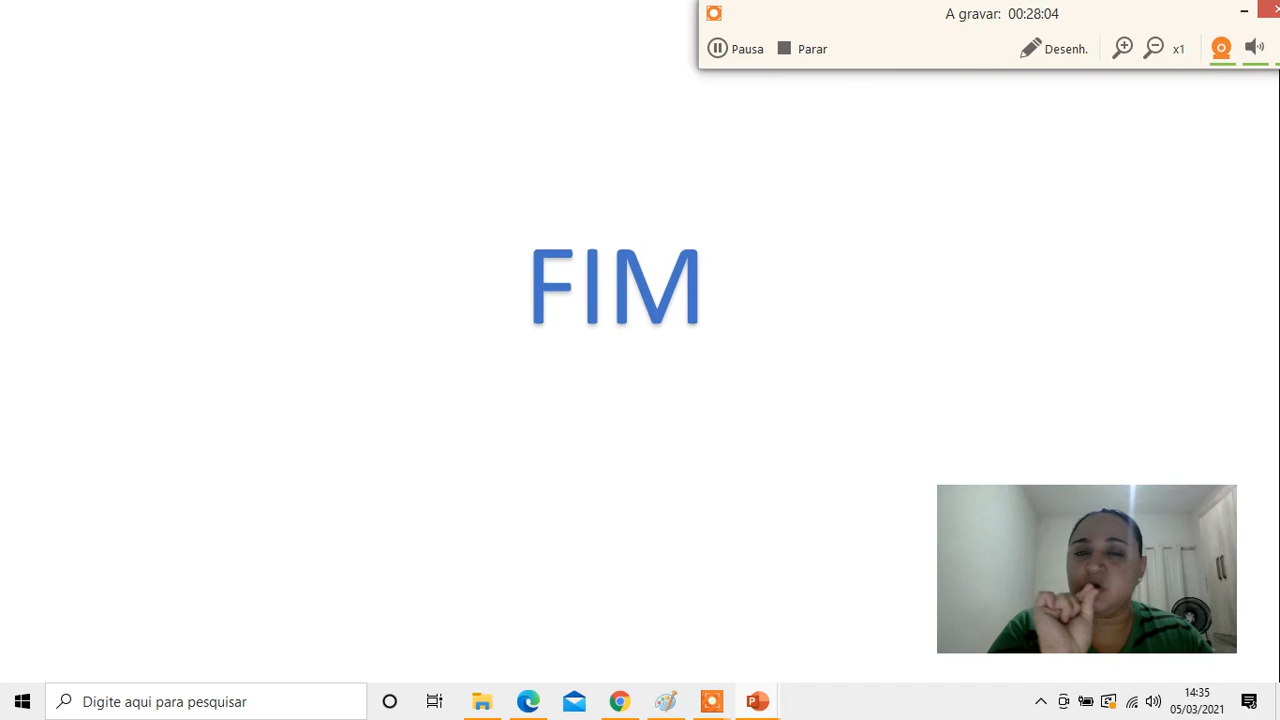 A gravar: 00:28:04
Pausa Parar Desenh. x1
FIM
Digite aqui para pesquisar
14:35
05/03/2021